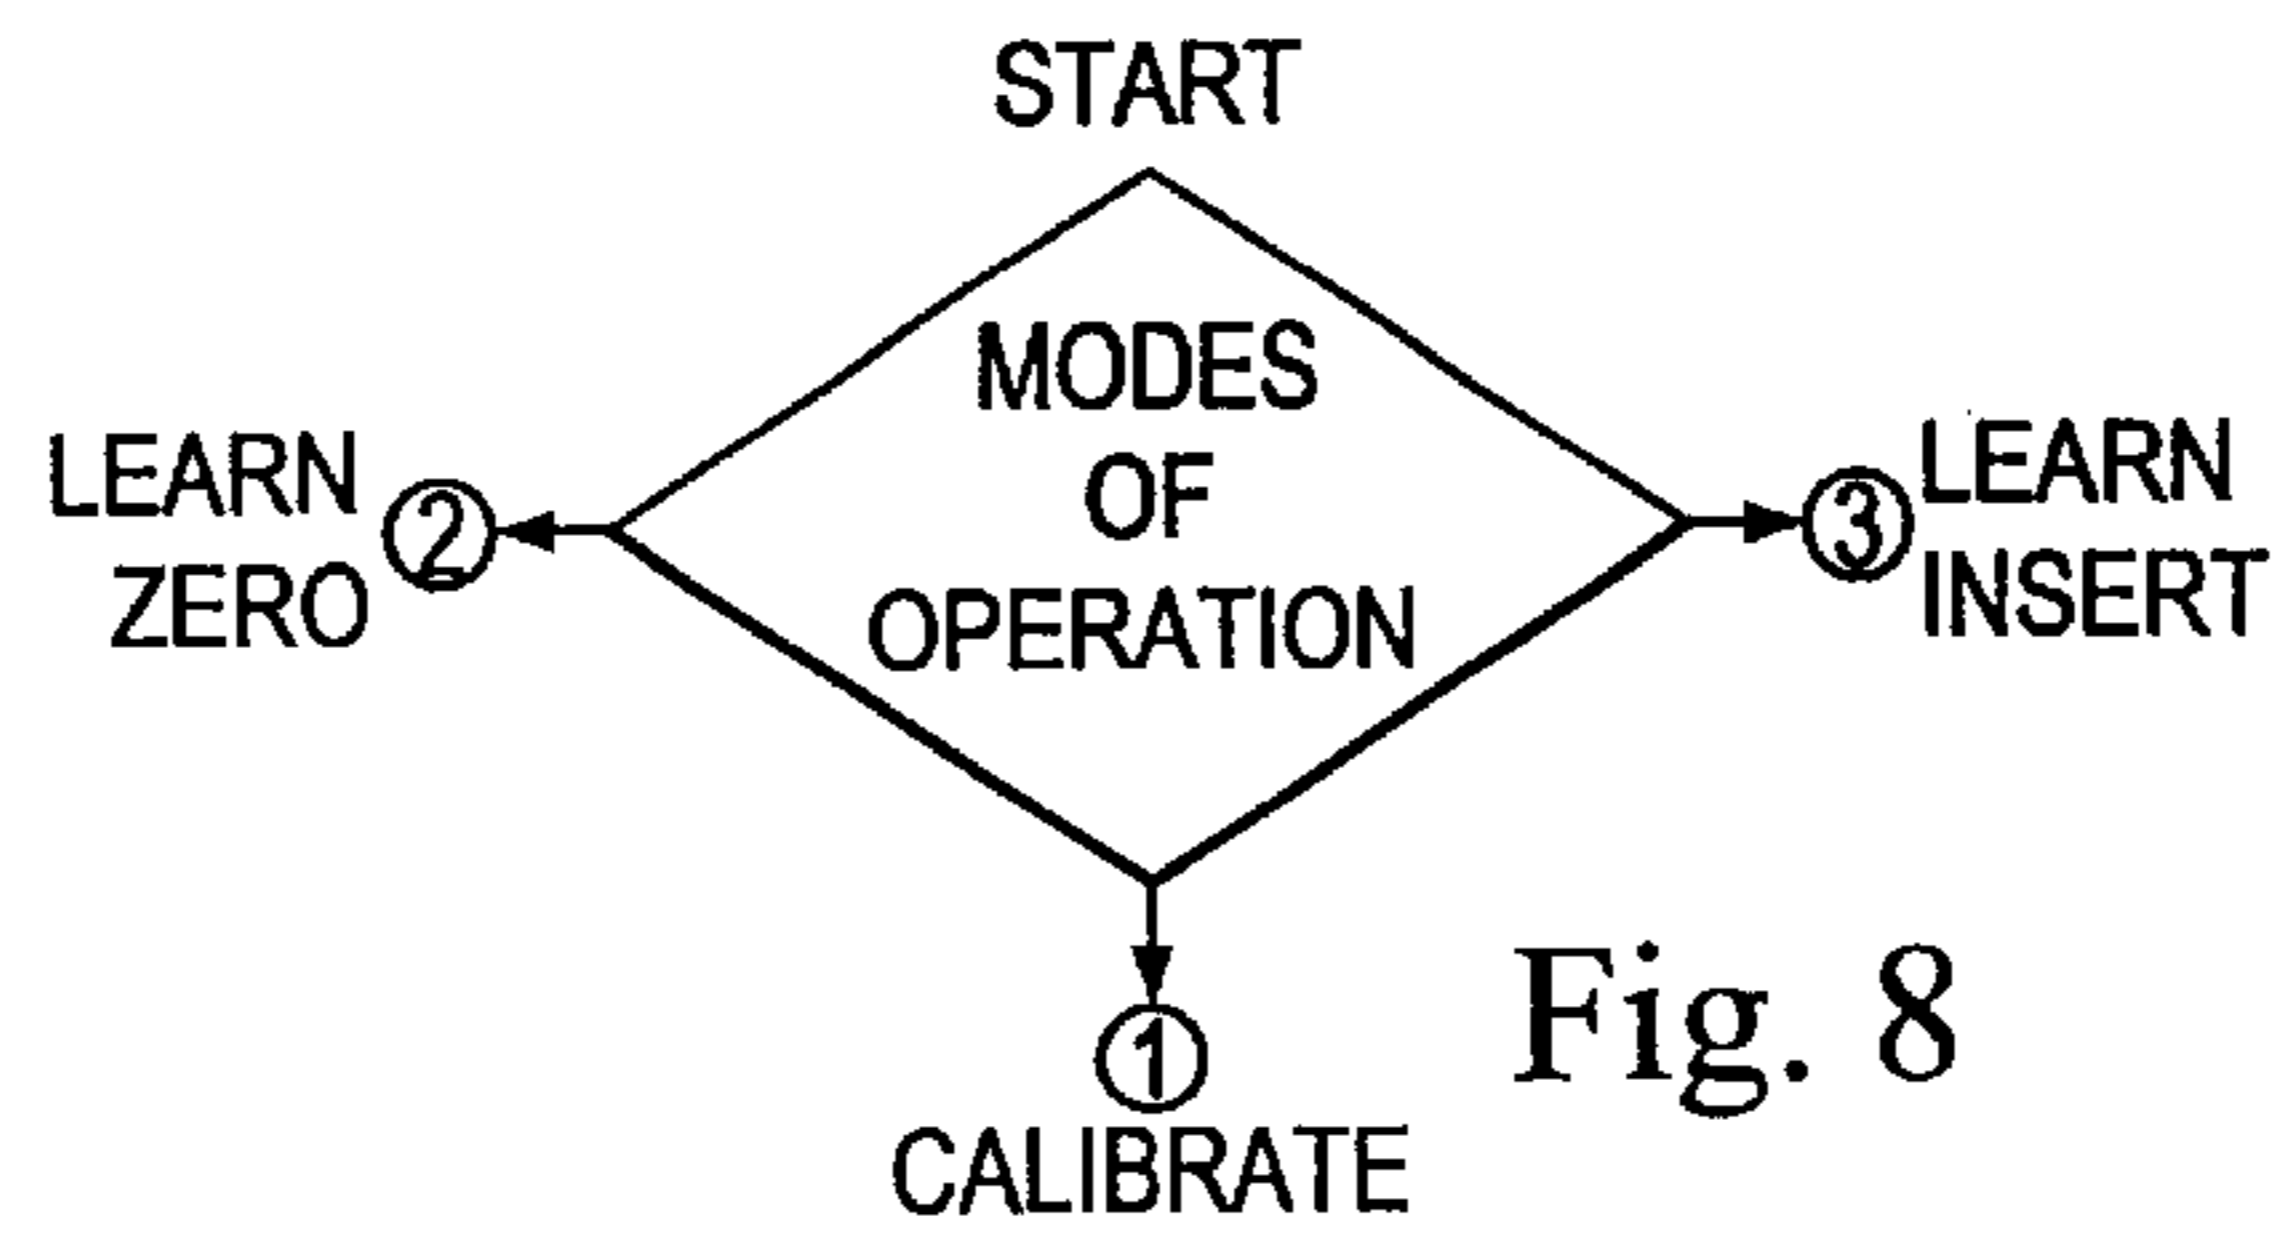 START
MODES
OF
OPERATION
LEARN
ZERO
2
3
LEARN
INSERT
1
CALIBRATE
Fig. 8